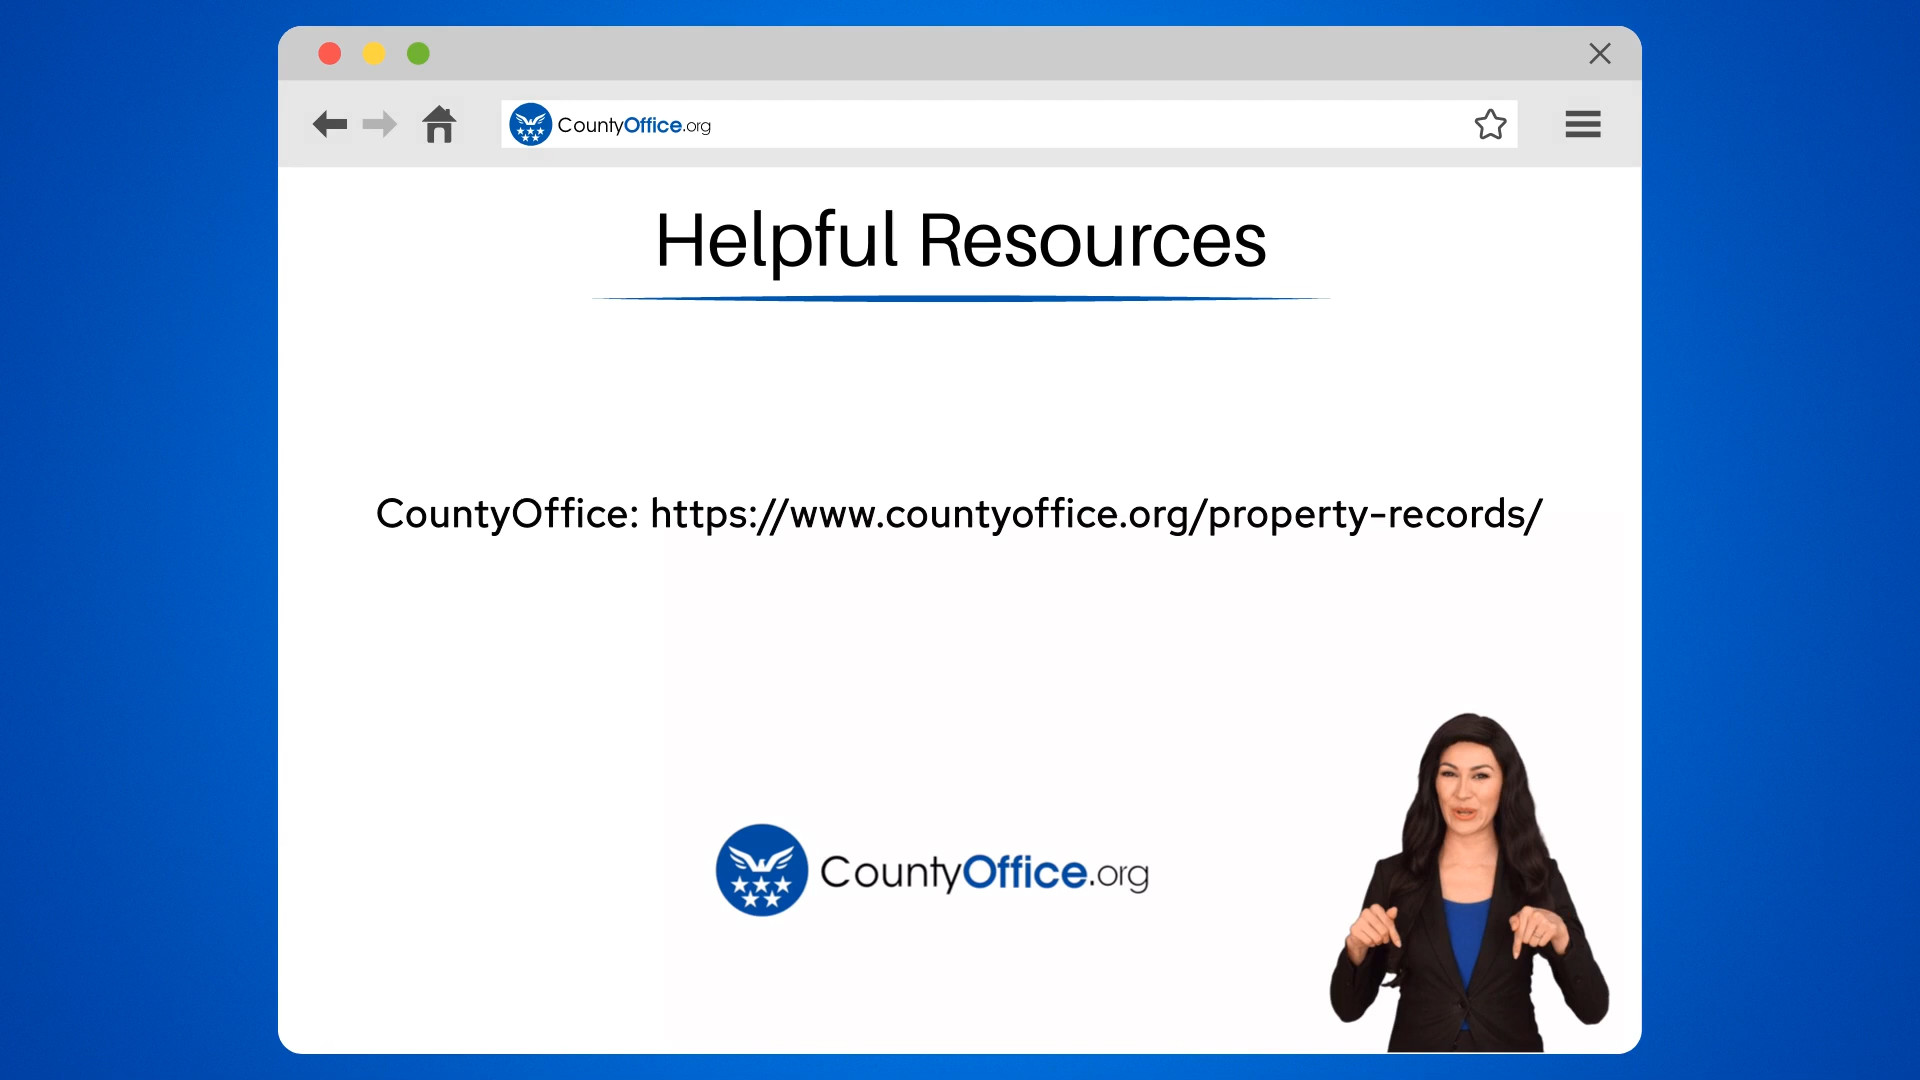 CountyOffice.org
Helpful Resources
CountyOffice: https://www.countyoffice.org/property-records/
CountyOffice.org